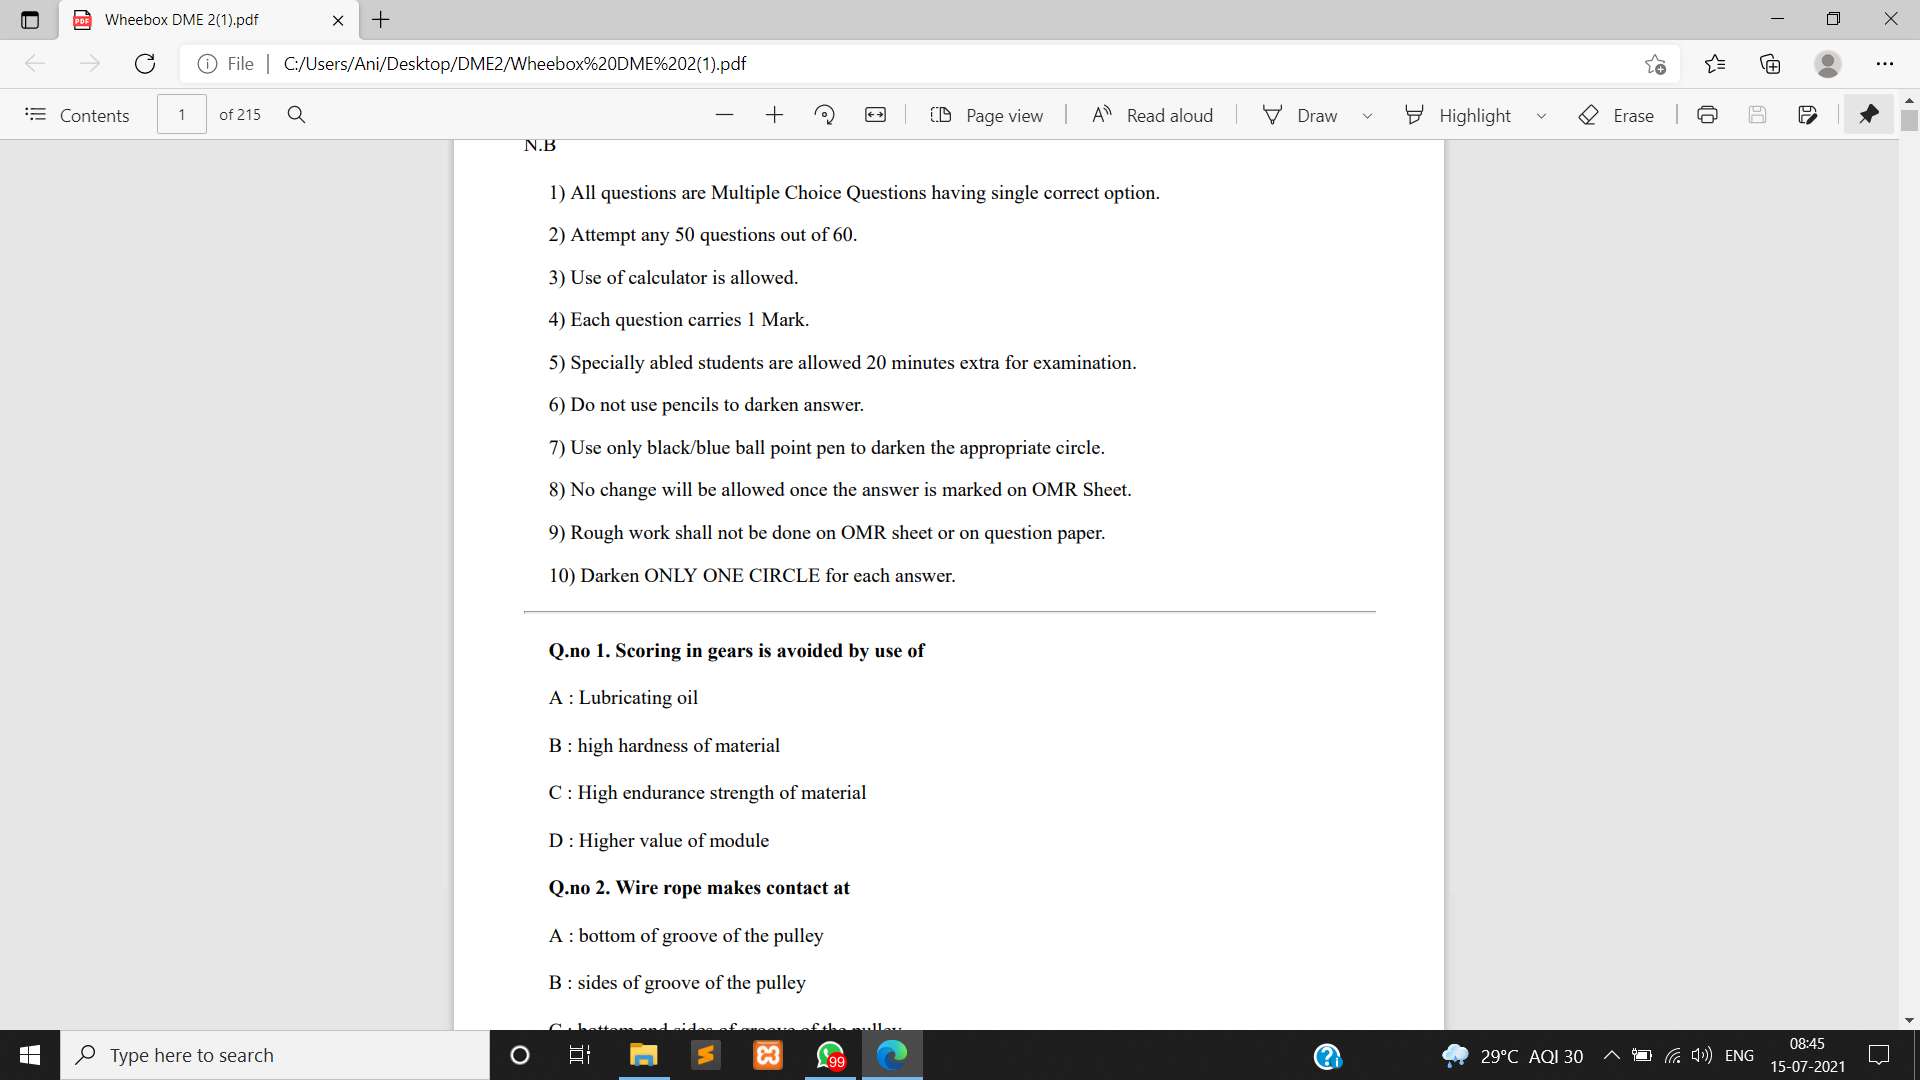 Wheebox DME 2(1).pdf
File C:/Users/Ani/Desktop/DME2/Wheebox%20DME%202(1).pdf
Contents 1 of 215 Page view Read aloud Draw Highlight Erase
N.B
1) All questions are Multiple Choice Questions having single correct option.
2) Attempt any 50 questions out of 60.
3) Use of calculator is allowed.
4) Each question carries 1 Mark.
5) Specially abled students are allowed 20 minutes extra for examination.
6) Do not use pencils to darken answer.
7) Use only black/blue ball point pen to darken the appropriate circle.
8) No change will be allowed once the answer is marked on OMR Sheet.
9) Rough work shall not be done on OMR sheet or on question paper.
10) Darken ONLY ONE CIRCLE for each answer.
Q.no 1. Scoring in gears is avoided by use of
A : Lubricating oil
B : high hardness of material
C : High endurance strength of material
D : Higher value of module
Q.no 2. Wire rope makes contact at
A : bottom of groove of the pulley
B : sides of groove of the pulley
C : bottom and sides of groove of the pulley
Type here to search 99 29°C AQI 30 ENG 08:45
15-07-2021